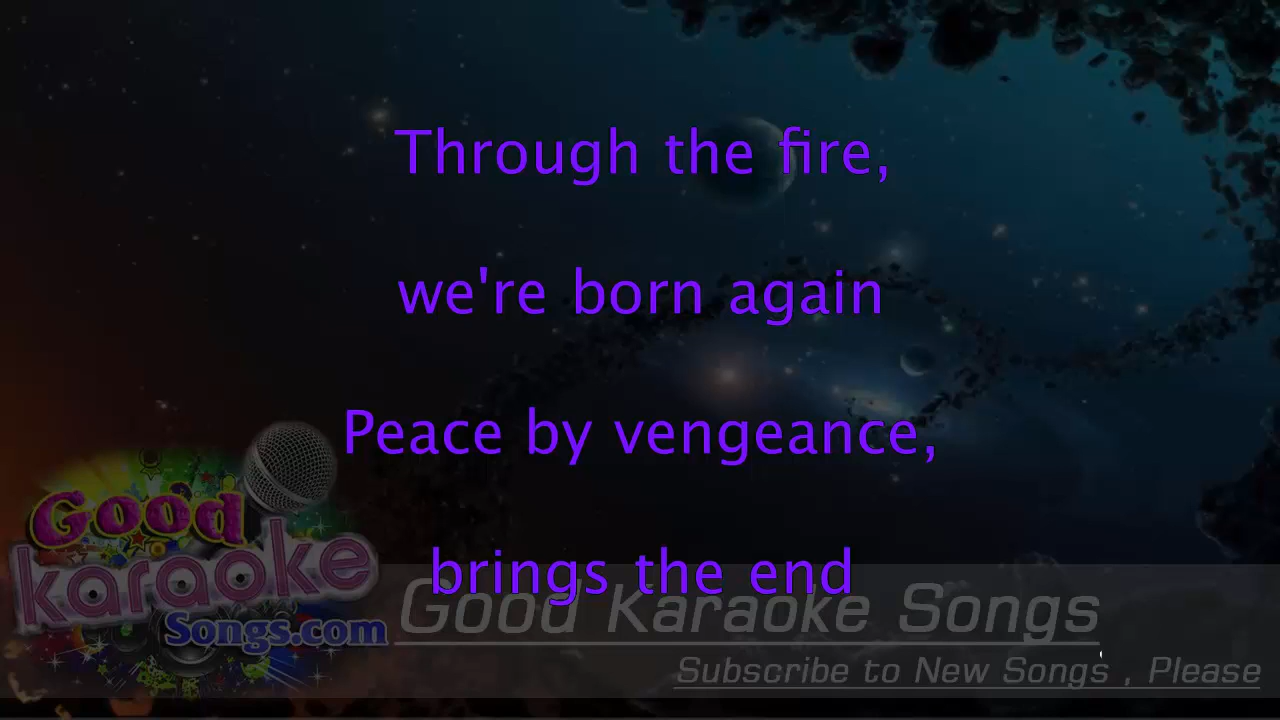 Through the fire,
we're born again
Peace by vengeance,
brings the end
Good
karaoke
Songs.com
Good Karaoke Songs
Subscribe to New Songs , Please